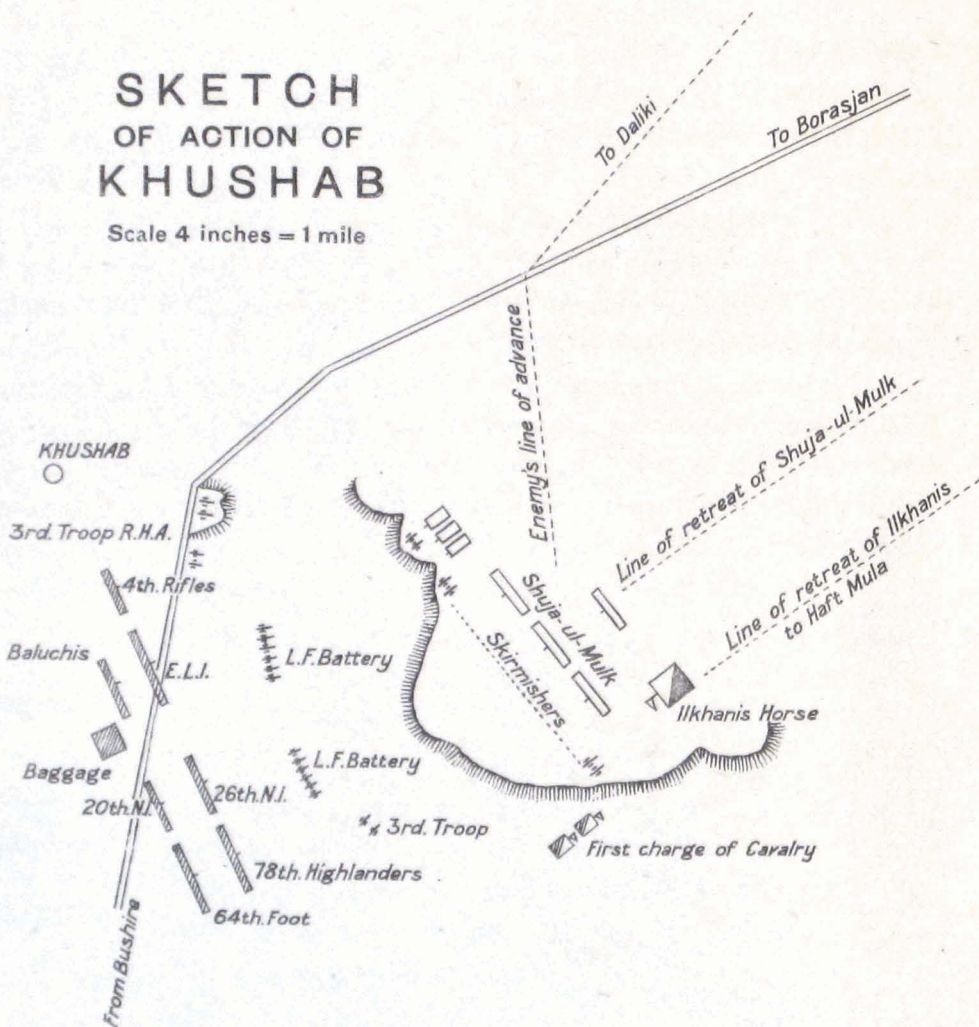 SKETCH
OF ACTION OF
KHUSHAB
Scale 4 inches = 1 mile
To Daliki
To Borasjan
Enemy's line of advance
KHUSHAB
Line of retreat of Shuja-ul-Mulk
Line of retreat of Ilkhanis
to Haft Mula
3rd. Troop R.H.A.
4th. Rifles
Shuja-ul-Mulk
Skirmishers
Baluchis
E.L.I.
L.F. Battery
Ilkhanis Horse
Baggage
L.F. Battery
20th. N.I.
26th. N.I.
3rd. Troop
First charge of Cavalry
78th. Highlanders
64th. Foot
From Bushire